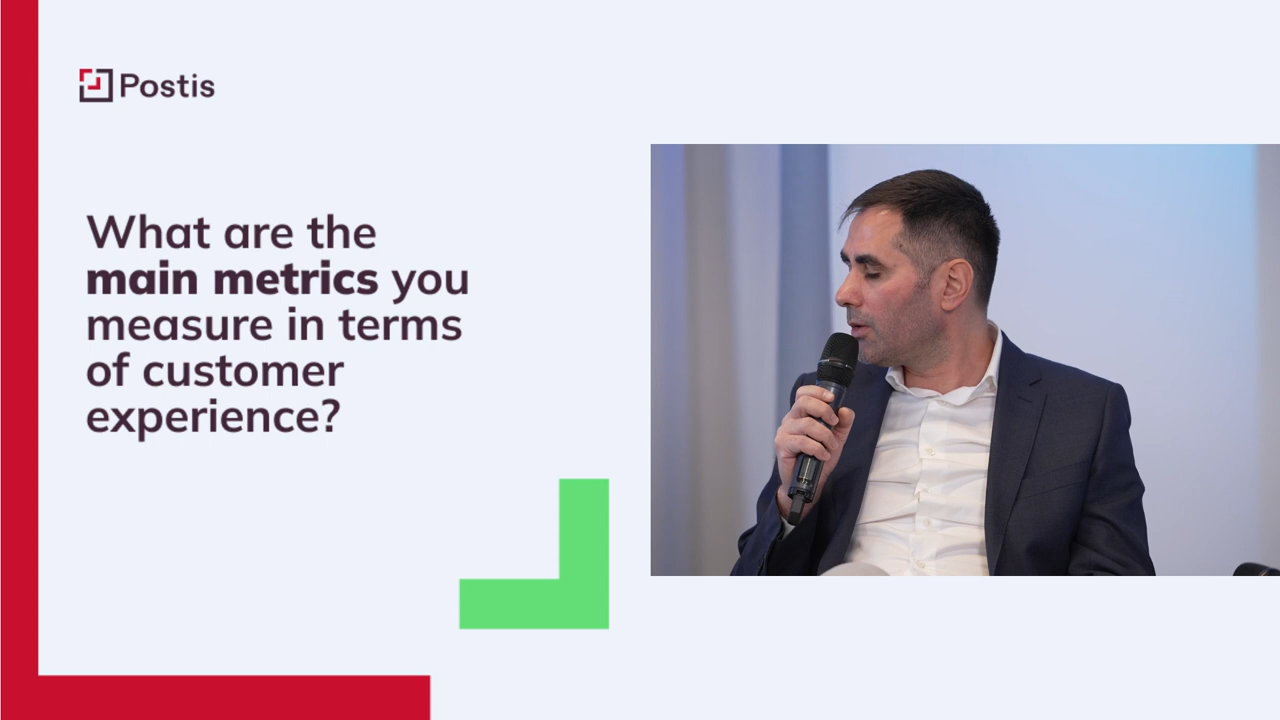 Postis
What are the
main metrics you
measure in terms
of customer
experience?